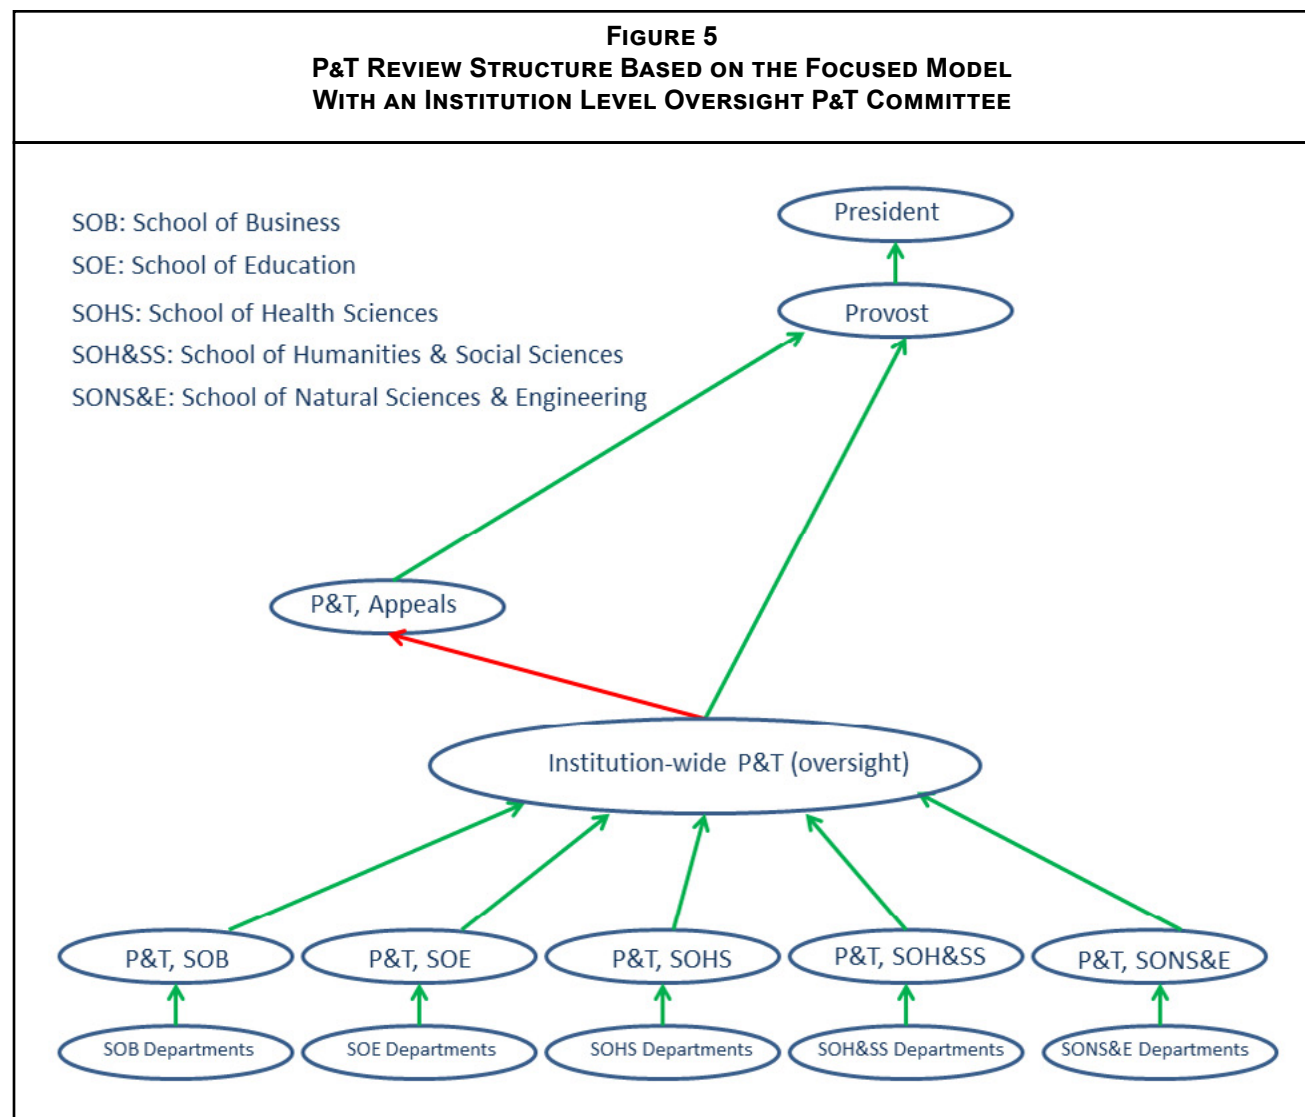 FIGURE 5
P&T REVIEW STRUCTURE BASED ON THE FOCUSED MODEL
WITH AN INSTITUTION LEVEL OVERSIGHT P&T COMMITTEE
SOB: School of Business
SOE: School of Education
SOHS: School of Health Sciences
SOH&SS: School of Humanities & Social Sciences
SONS&E: School of Natural Sciences & Engineering
President
Provost
P&T, Appeals
Institution-wide P&T (oversight)
P&T, SOB
P&T, SOE
P&T, SOHS
P&T, SOH&SS
P&T, SONS&E
SOB Departments
SOE Departments
SOHS Departments
SOH&SS Departments
SONS&E Departments